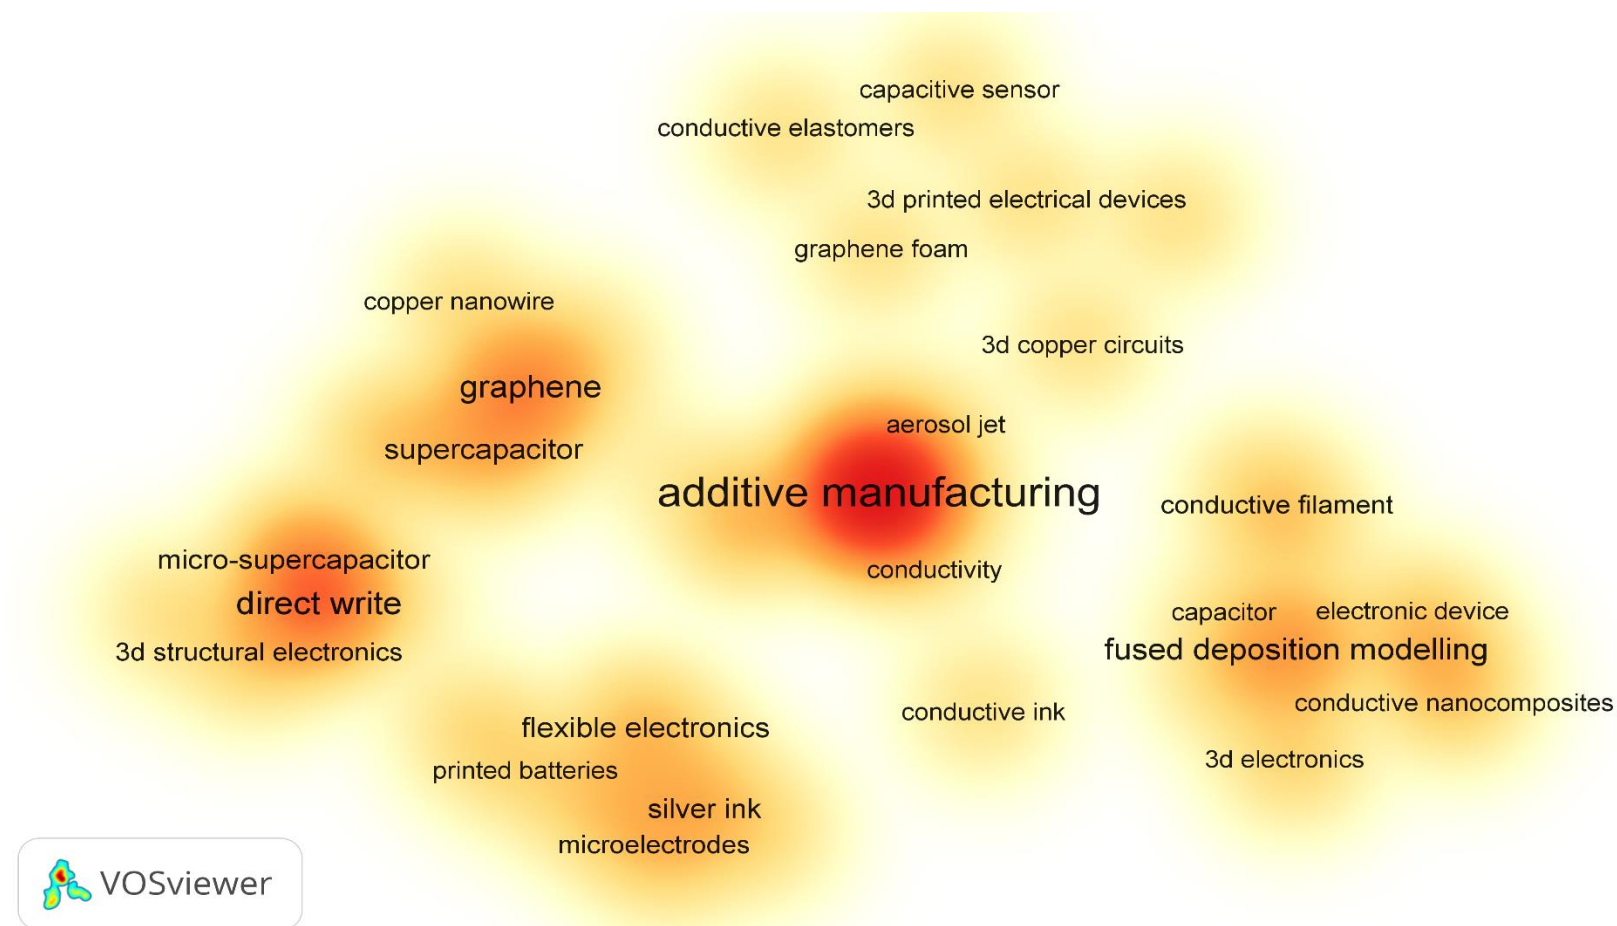 capacitive sensor
conductive elastomers
3d printed electrical devices
graphene foam
copper nanowire
3d copper circuits
graphene
aerosol jet
supercapacitor
additive manufacturing
conductive filament
micro-supercapacitor
conductivity
direct write
capacitor
electronic device
3d structural electronics
fused deposition modelling
conductive nanocomposites
conductive ink
flexible electronics
3d electronics
printed batteries
silver ink
microelectrodes
VOSviewer